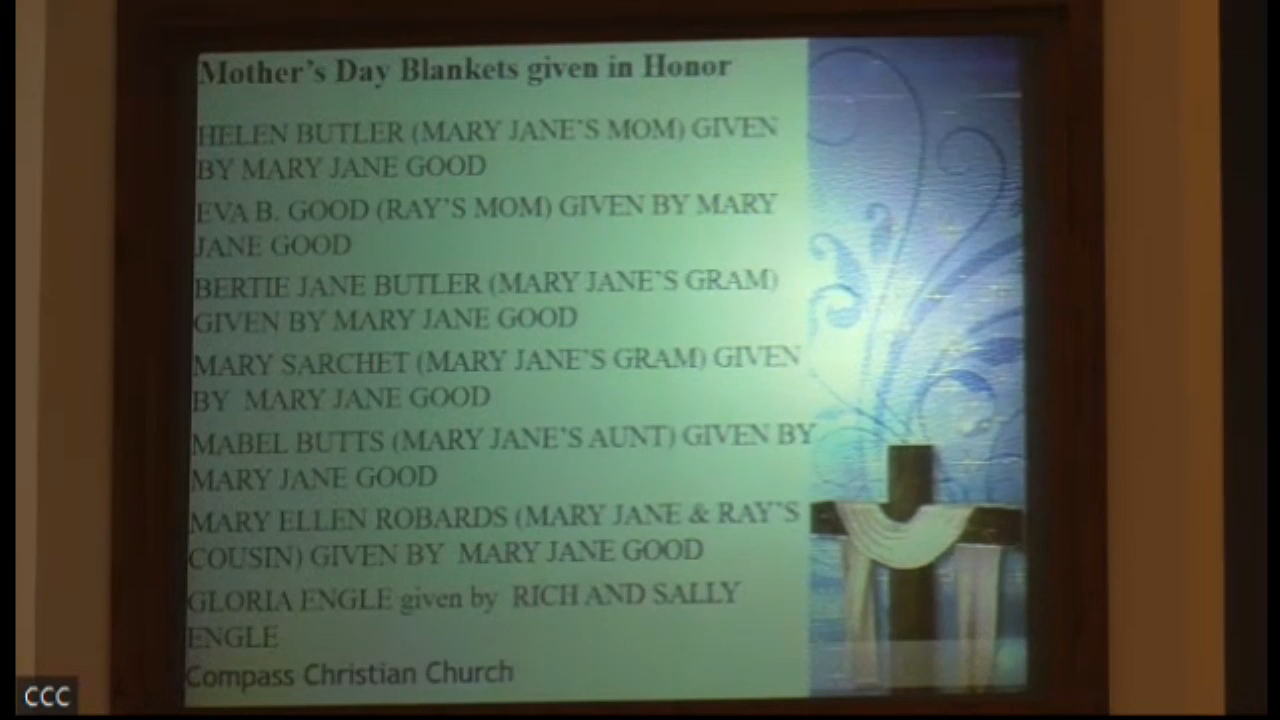 Mother's Day Blankets given in Honor
HELEN BUTLER (MARY JANE'S MOM) GIVEN
BY MARY JANE GOOD
EVA B. GOOD (RAY'S MOM) GIVEN BY MARY
JANE GOOD
BERTIE JANE BUTLER (MARY JANE'S GRAM)
GIVEN BY MARY JANE GOOD
MARY SARCHET (MARY JANE'S GRAM) GIVEN
BY MARY JANE GOOD
MABEL BUTTS (MARY JANE'S AUNT) GIVEN BY
MARY JANE GOOD
MARY ELLEN ROBARDS (MARY JANE & RAY'S
COUSIN) GIVEN BY MARY JANE GOOD
GLORIA ENGLE given by RICH AND SALLY
ENGLE
Compass Christian Church
CCC